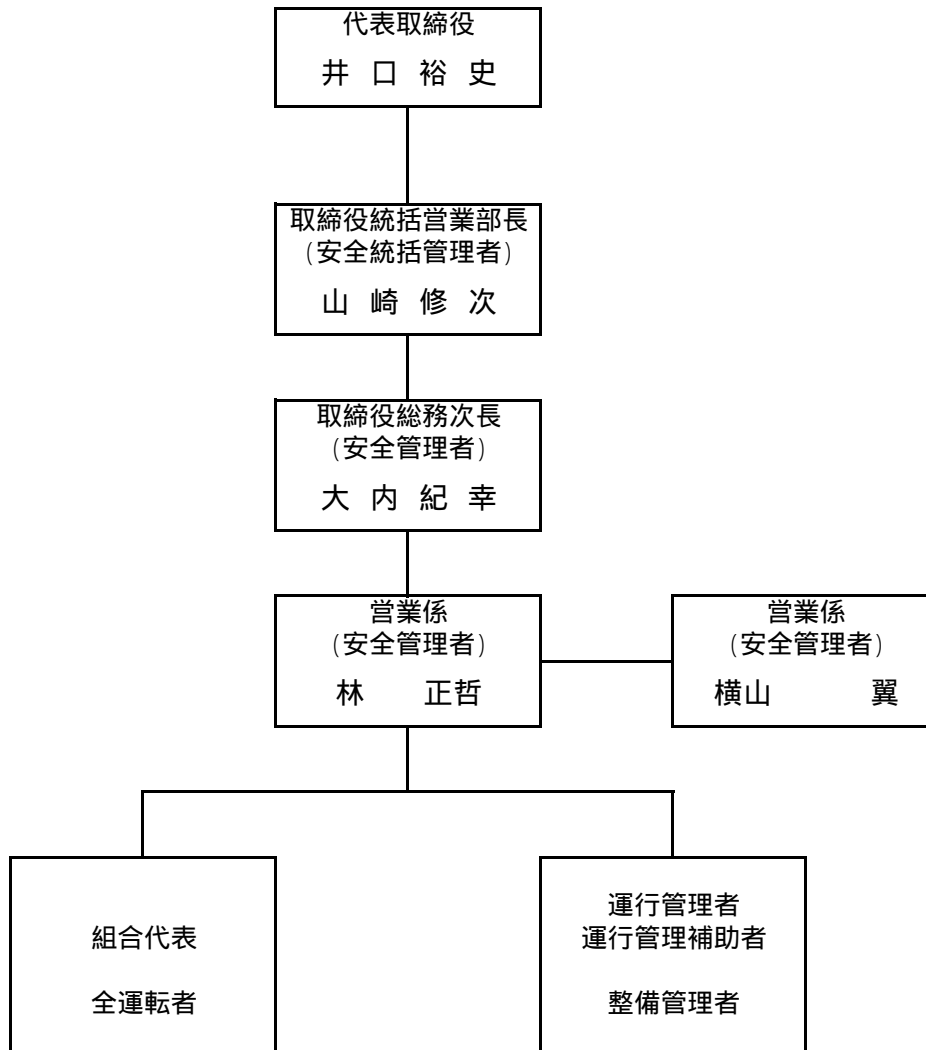 代表取締役
井 口 裕 史
取締役統括営業部長
（安全統括管理者）
山 崎 修 次
取締役総務次長
（安全管理者）
大 内 紀 幸
営業係
（安全管理者）
林　　正哲
営業係
（安全管理者）
横山　　　翼
組合代表
全運転者
運行管理者
運行管理補助者
整備管理者